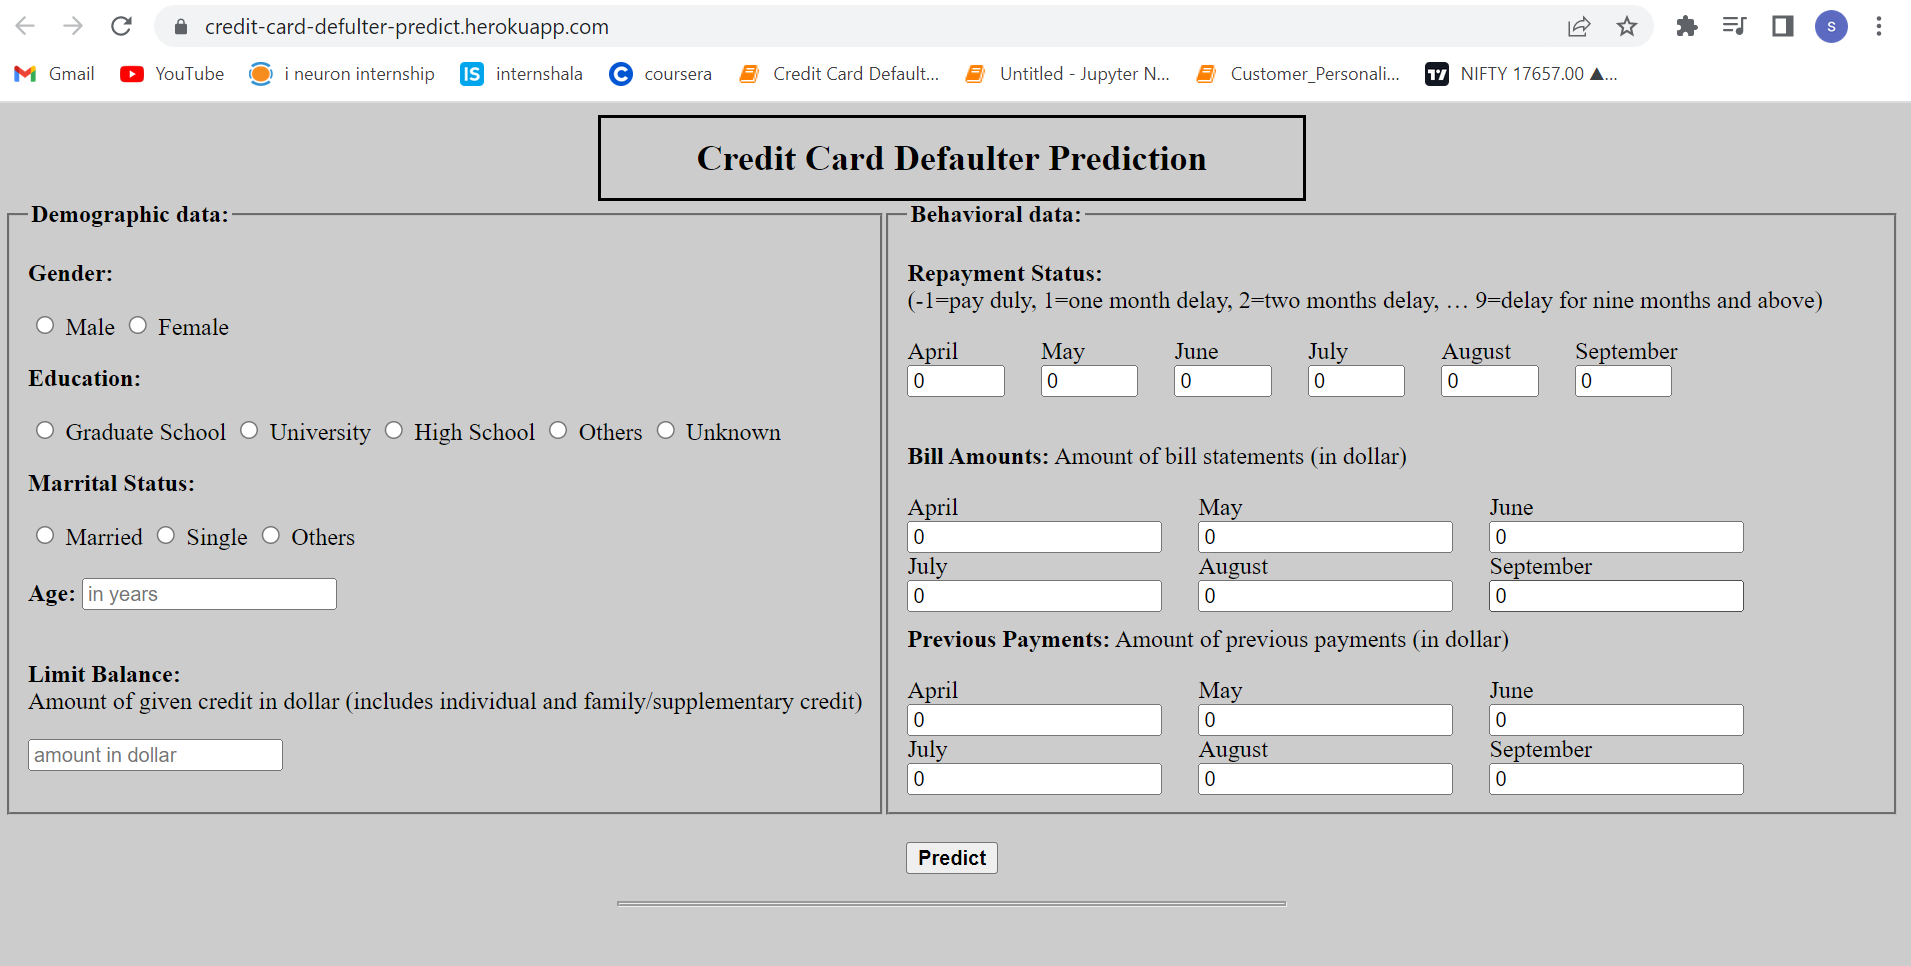 credit-card-defulter-predict.herokuapp.com
S
Gmail YouTube i neuron internship IS internshala C coursera Credit Card Default... Untitled - Jupyter N... Customer_Personali... NIFTY 17657.00 ▲...
Credit Card Defaulter Prediction
Demographic data:
Gender:
Male Female
Education:
Graduate School University High School Others Unknown
Marrital Status:
Married Single Others
Age: in years
Limit Balance:
Amount of given credit in dollar (includes individual and family/supplementary credit)
amount in dollar
Behavioral data:
Repayment Status:
(-1=pay duly, 1=one month delay, 2=two months delay, … 9=delay for nine months and above)
April May June July August September
0 0 0 0 0 0
Bill Amounts: Amount of bill statements (in dollar)
April May June
0 0 0
July August September
0 0 0
Previous Payments: Amount of previous payments (in dollar)
April May June
0 0 0
July August September
0 0 0
Predict